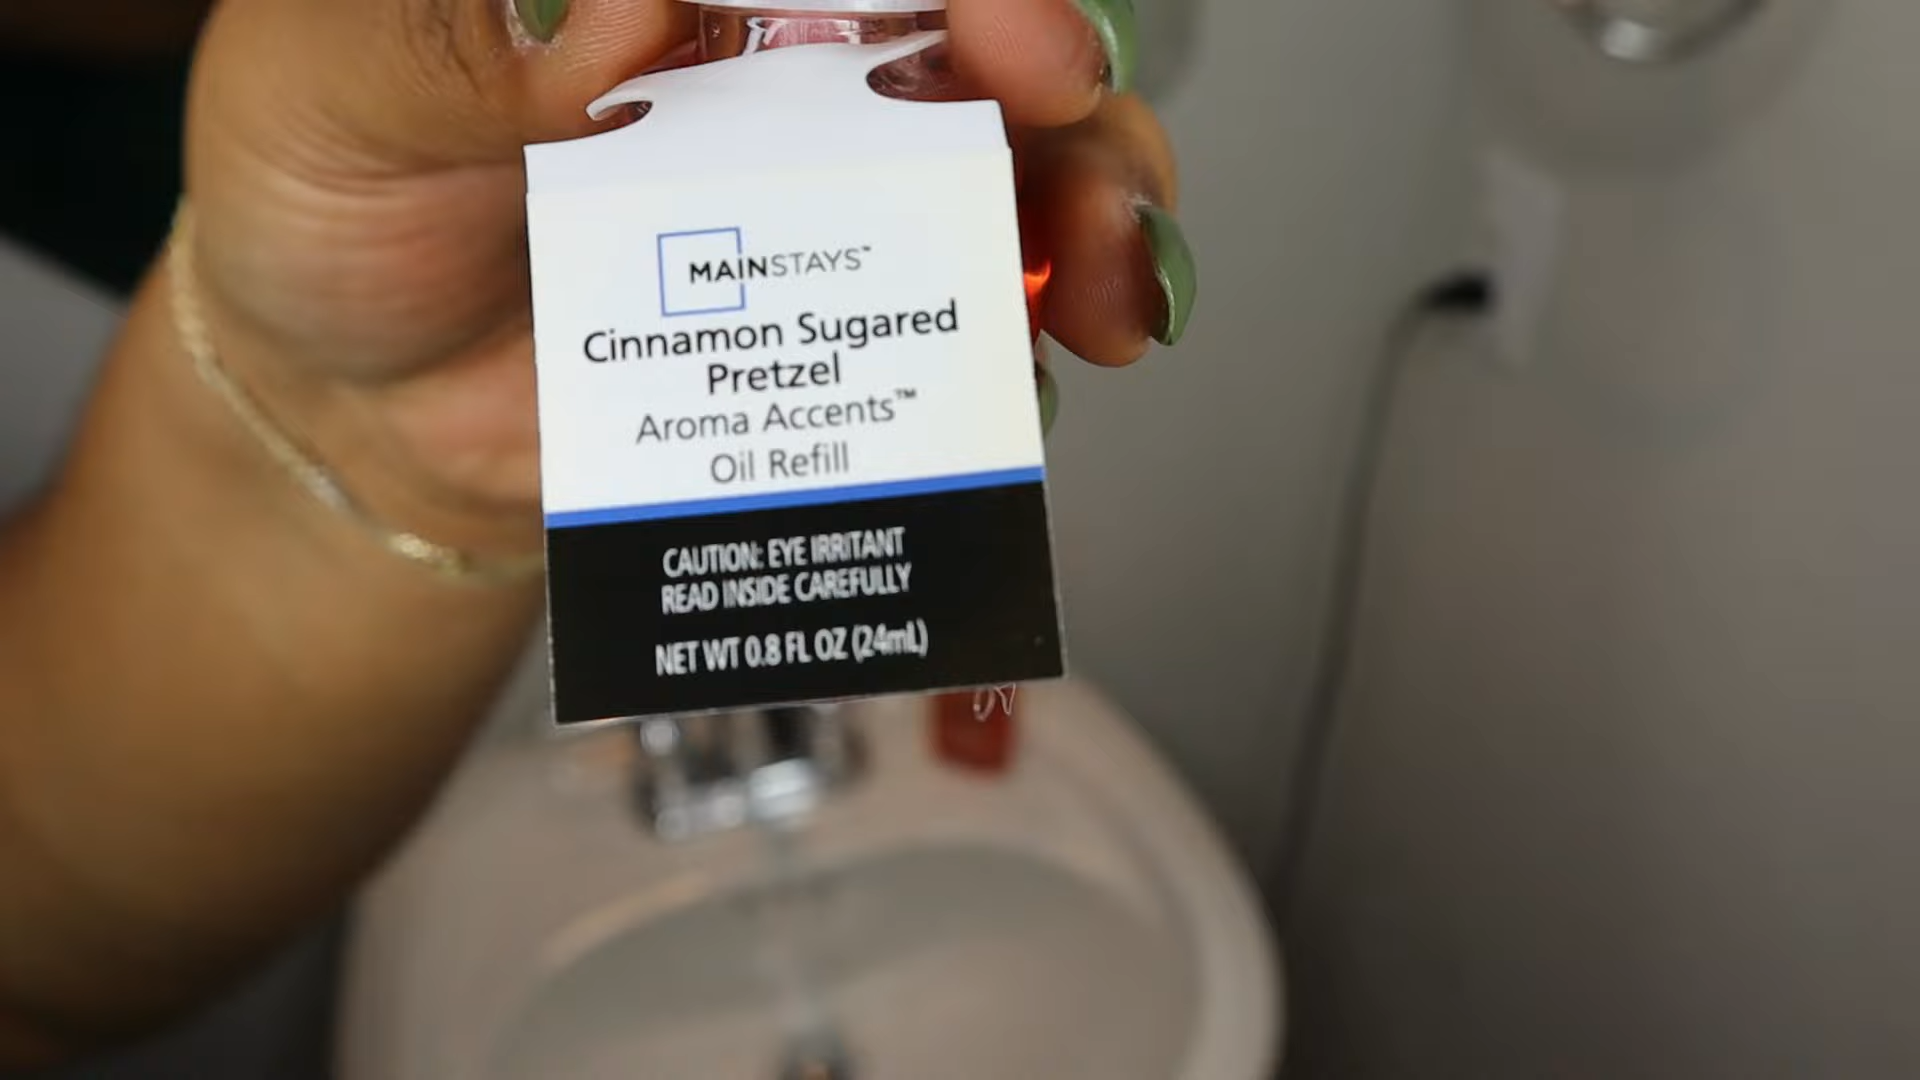 MAINSTAYS™
Cinnamon Sugared
Pretzel
Aroma Accents™
Oil Refill
CAUTION: EYE IRRITANT
READ INSIDE CAREFULLY
NET WT 0.8 FL OZ (24mL)